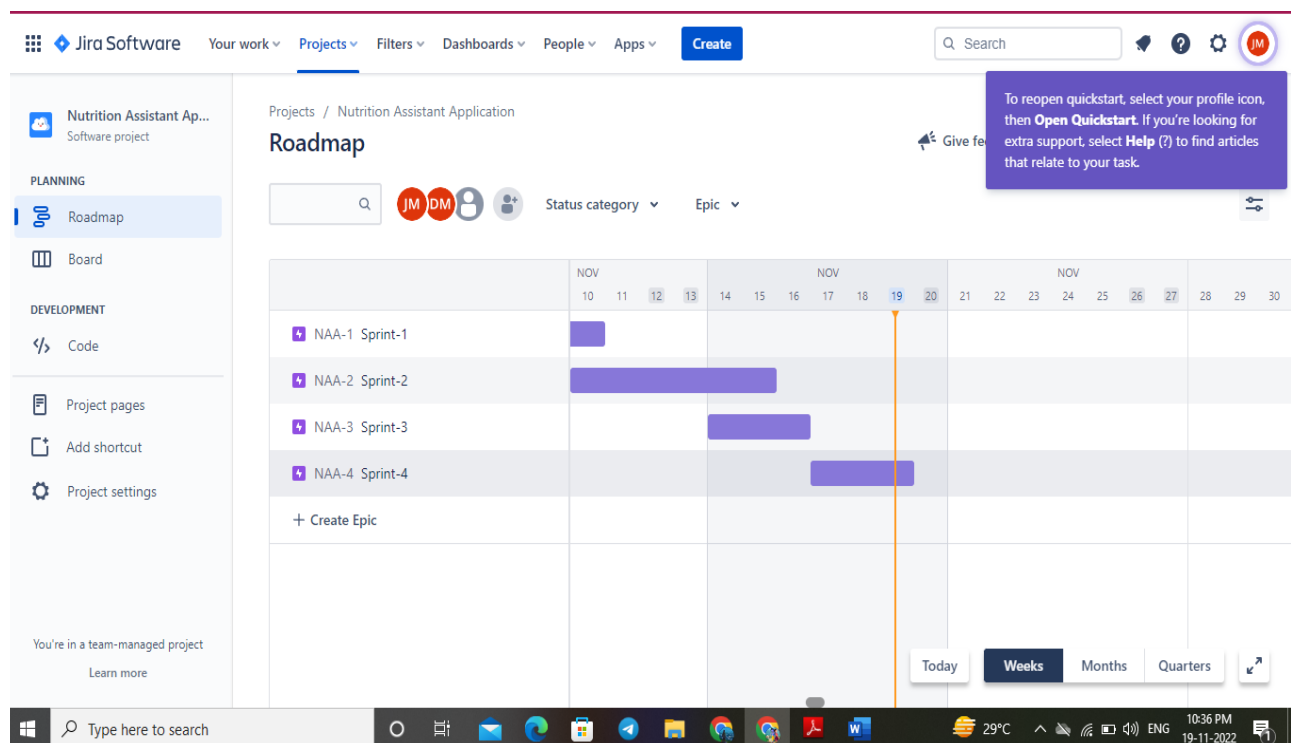 Jira Software Your work Projects Filters Dashboards People Apps Create Search JM
To reopen quickstart, select your profile icon,
then Open Quickstart. If you're looking for
extra support, select Help (?) to find articles
that relate to your task.
Nutrition Assistant Ap...
Software project
Projects / Nutrition Assistant Application
Roadmap
Give fe
PLANNING
Roadmap
Board
DEVELOPMENT
Code
Project pages
Add shortcut
Project settings
You're in a team-managed project
Learn more
JM DM Status category Epic
NOV NOV NOV
10 11 12 13 14 15 16 17 18 19 20 21 22 23 24 25 26 27 28 29 30
NAA-1 Sprint-1
NAA-2 Sprint-2
NAA-3 Sprint-3
NAA-4 Sprint-4
+ Create Epic
Today Weeks Months Quarters
Type here to search
29°C ENG
10:36 PM
19-11-2022
1